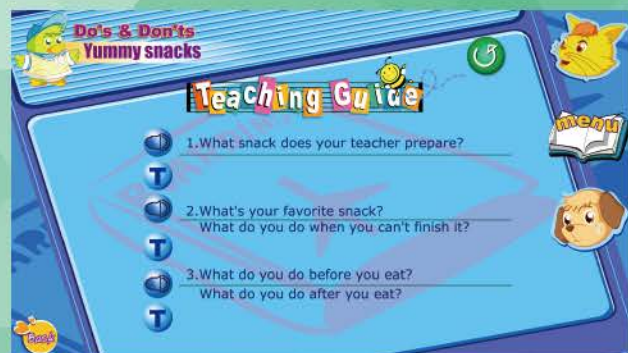 Do's & Don'ts
Yummy snacks
Teaching Guide
menu
1.What snack does your teacher prepare?
T
2.What's your favorite snack?
What do you do when you can't finish it?
T
3.What do you do before you eat?
What do you do after you eat?
T
Back